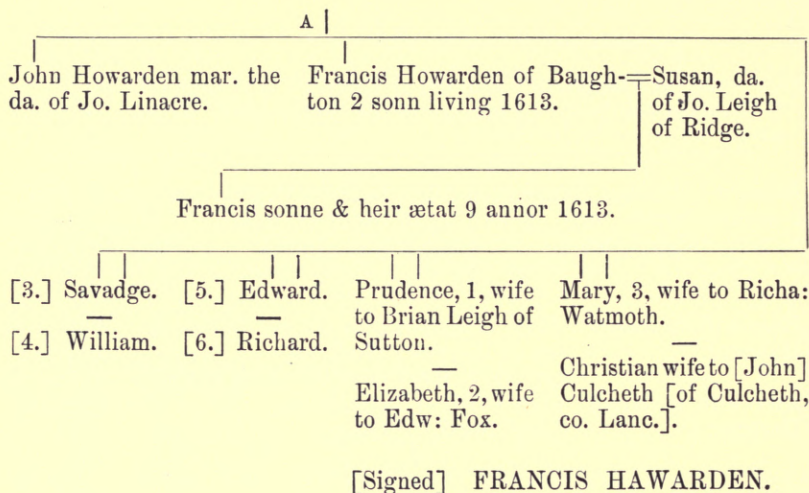 A
John Howarden mar. the
da. of Jo. Linacre.
Francis Howarden of Baugh-
ton 2 sonn living 1613.
Susan, da.
of Jo. Leigh
of Ridge.
Francis sonne & heir ætat 9 annor 1613.
[3.] Savadge.
[4.] William.
[5.] Edward.
[6.] Richard.
Prudence, 1, wife
to Brian Leigh of
Sutton.
Elizabeth, 2, wife
to Edw: Fox.
Mary, 3, wife to Richa:
Watmoth.
Christian wife to [John]
Culcheth [of Culcheth,
co. Lanc.].
[Signed] FRANCIS HAWARDEN.